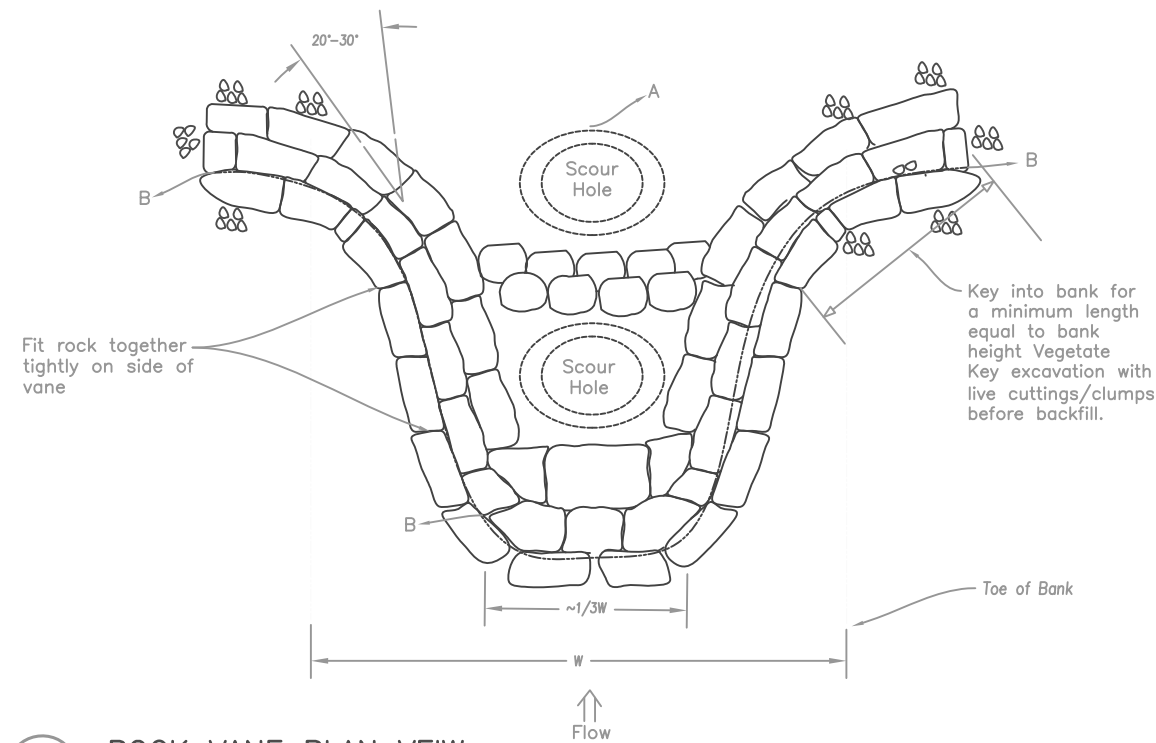 20°-30°
A
Scour
Hole
B
B
Key into bank for
a minimum length
equal to bank
height Vegetate
Key excavation with
live cuttings/clumps
before backfill.
Fit rock together
tightly on side of
vane
Scour
Hole
B
Toe of Bank
~1/3W
W
Flow
ROCK VANE PLAN VEIW